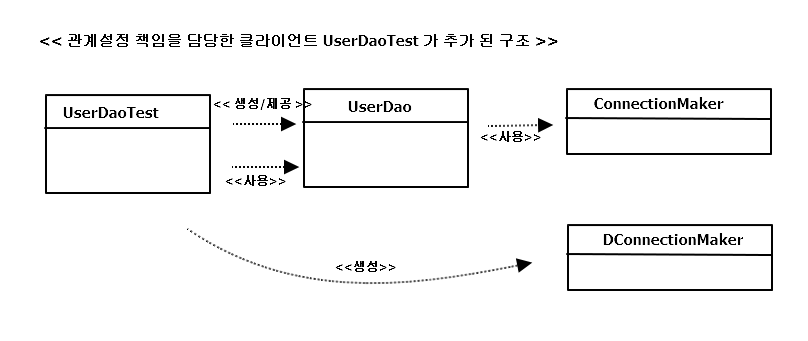 << 관계설정 책임을 담당한 클라이언트 UserDaoTest 가 추가 된 구조 >>
UserDaoTest
<< 생성/제공 >>
<<사용>>
UserDao
<<사용>>
ConnectionMaker
DConnectionMaker
<<생성>>